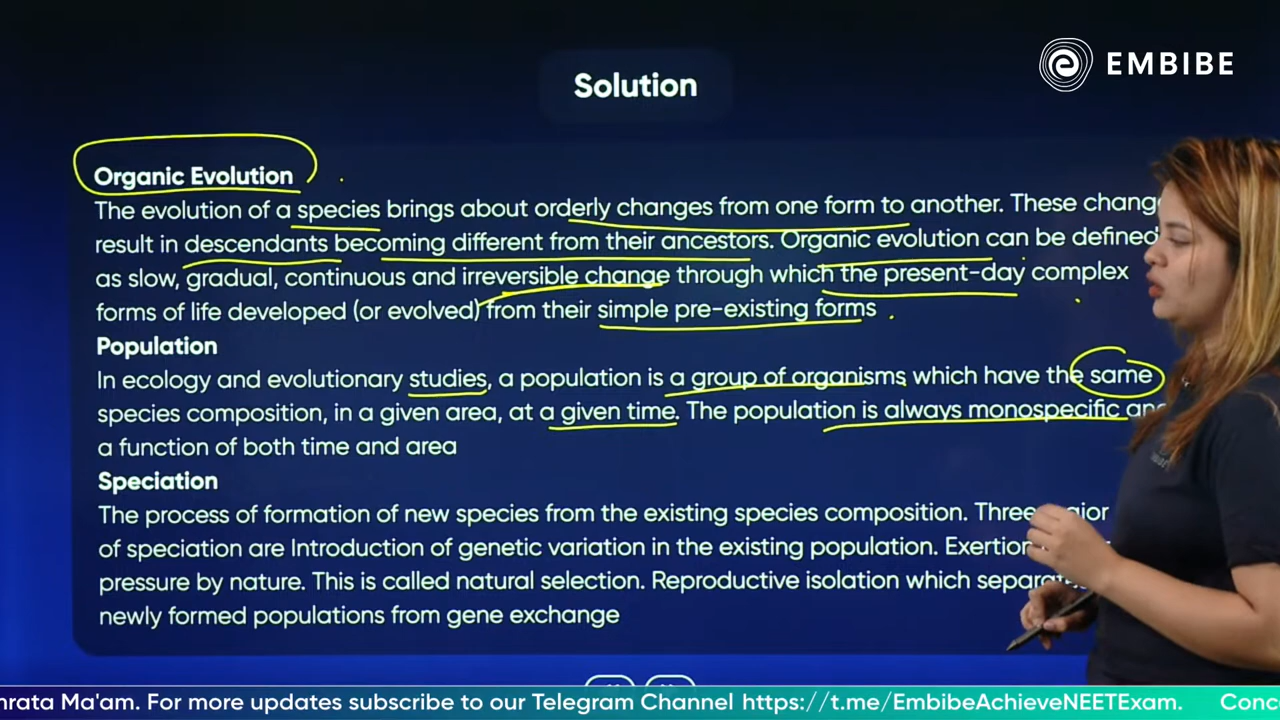 EMBIBE
Solution
Organic Evolution
The evolution of a species brings about orderly changes from one form to another. These chang
result in descendants becoming different from their ancestors. Organic evolution can be defined
as slow, gradual, continuous and irreversible change through which the present-day complex
forms of life developed (or evolved) from their simple pre-existing forms
Population
In ecology and evolutionary studies, a population is a group of organisms which have the same
species composition, in a given area, at a given time. The population is always monospecific an
a function of both time and area
Speciation
The process of formation of new species from the existing species composition. Three
of speciation are Introduction of genetic variation in the existing population. Exertion
pressure by nature. This is called natural selection. Reproductive isolation which
newly formed populations from gene exchange
Ma'am. For more updates subscribe to our Telegram Channel https://t.me/EmbibeAchieveNEETExam. Conc